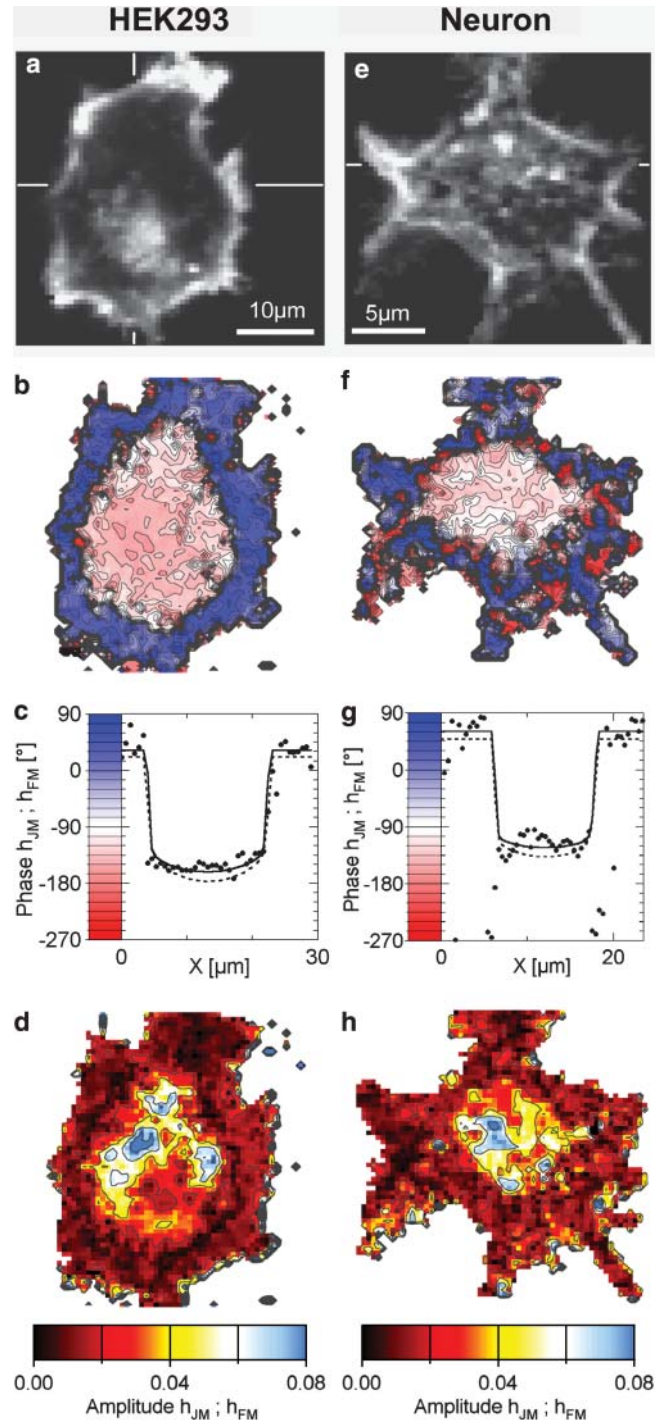 HEK293
Neuron
a
e
10µm
5µm
b
f
c
g
90
0
-90
-180
-270
Phase h_JM ; h_FM [°]
0
30
X [µm]
90
0
-90
-180
-270
Phase h_JM ; h_FM [°]
0
20
X [µm]
d
h
0.00
0.04
0.08
Amplitude h_JM ; h_FM
0.00
0.04
0.08
Amplitude h_JM ; h_FM